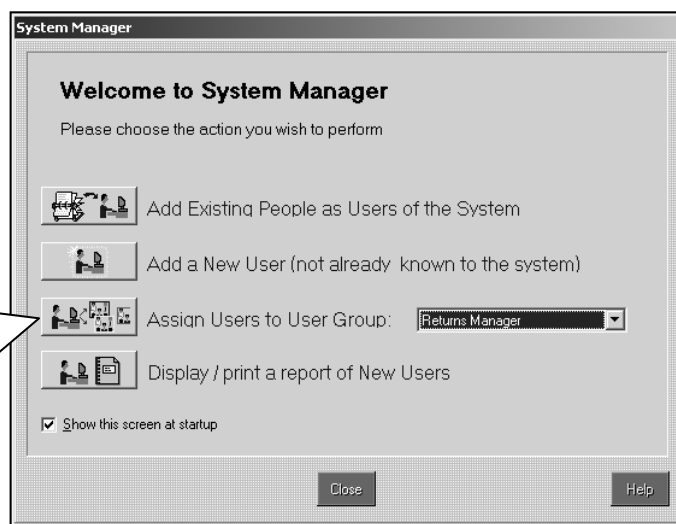 System Manager
Welcome to System Manager
Please choose the action you wish to perform
Add Existing People as Users of the System
Add a New User (not already known to the system)
Assign Users to User Group: Returns Manager
Display / print a report of New Users
Show this screen at startup
Close Help